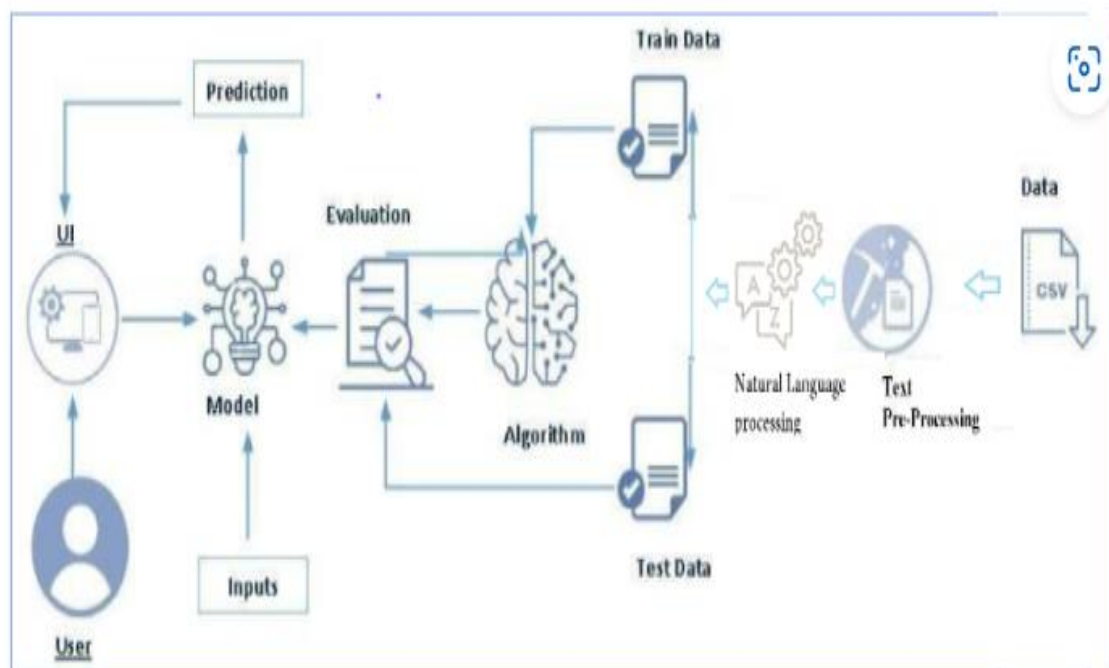 Train Data
Prediction
Data
Evaluation
UI
CSV
A
Z
Natural Language
processing
Text
Pre-Processing
Model
Algorithm
Inputs
Test Data
User